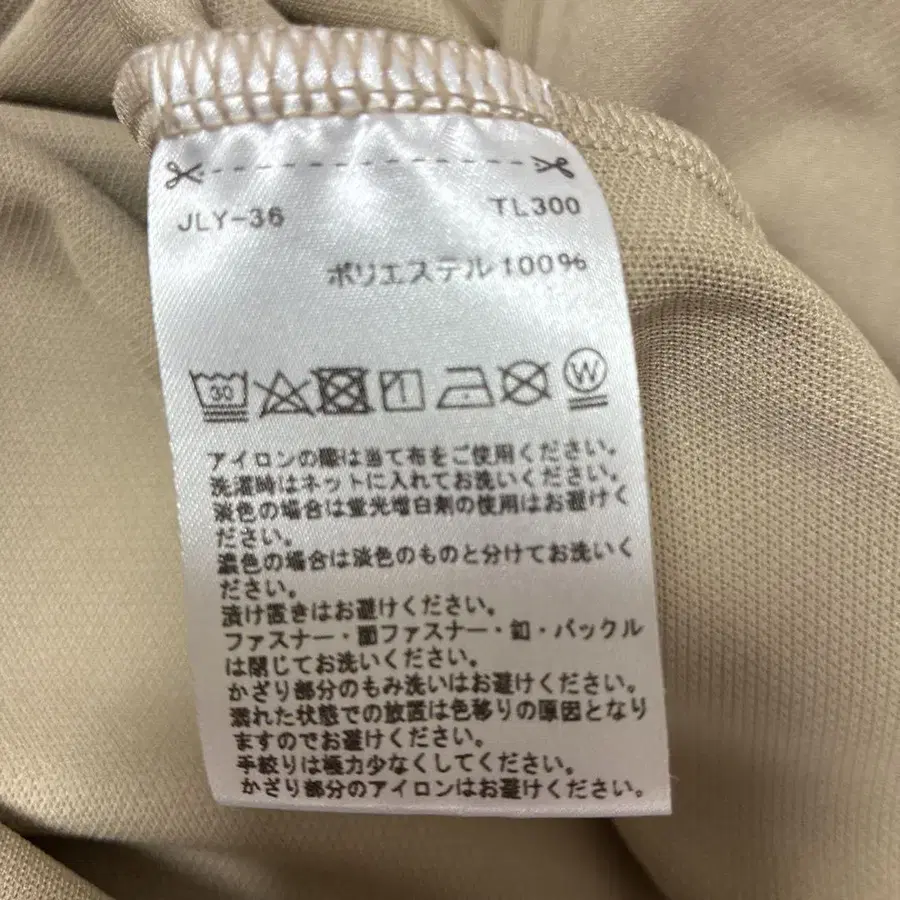 JLY-36 TL300
ポリエステル100%
30 1 W
アイロンの際は当て布をご使用ください。
洗濯時はネットに入れてお洗いください。
淡色の場合は蛍光増白剤の使用はお避けく
ださい。
濃色の場合は淡色のものと分けてお洗いく
ださい。
漬け置きはお避けください。
ファスナー・面ファスナー・釦・バックル
は閉じてお洗いください。
かざり部分のもみ洗いはお避けください。
濡れた状態での放置は色移りの原因となり
ますのでお避けください。
手絞りは極力少なくしてください。
かざり部分のアイロンはお避けください。